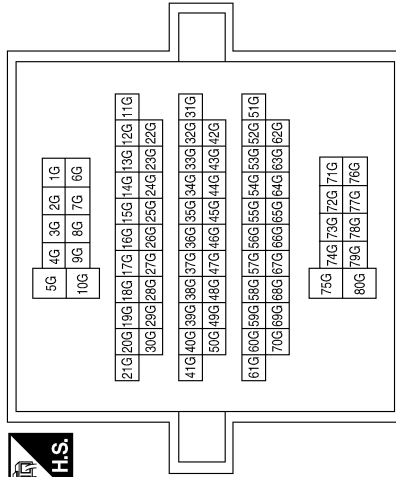 H.S.
5G 4G 3G 2G 1G
10G 9G 8G 7G 6G
21G 20G 19G 18G 17G 16G 15G 14G 13G 12G 11G
30G 29G 28G 27G 26G 25G 24G 23G 22G
41G 40G 39G 38G 37G 36G 35G 34G 33G 32G 31G
50G 49G 48G 47G 46G 45G 44G 43G 42G
61G 60G 59G 58G 57G 56G 55G 54G 53G 52G 51G
70G 69G 68G 67G 66G 65G 64G 63G 62G
75G 74G 73G 72G 71G
80G 79G 78G 77G 76G